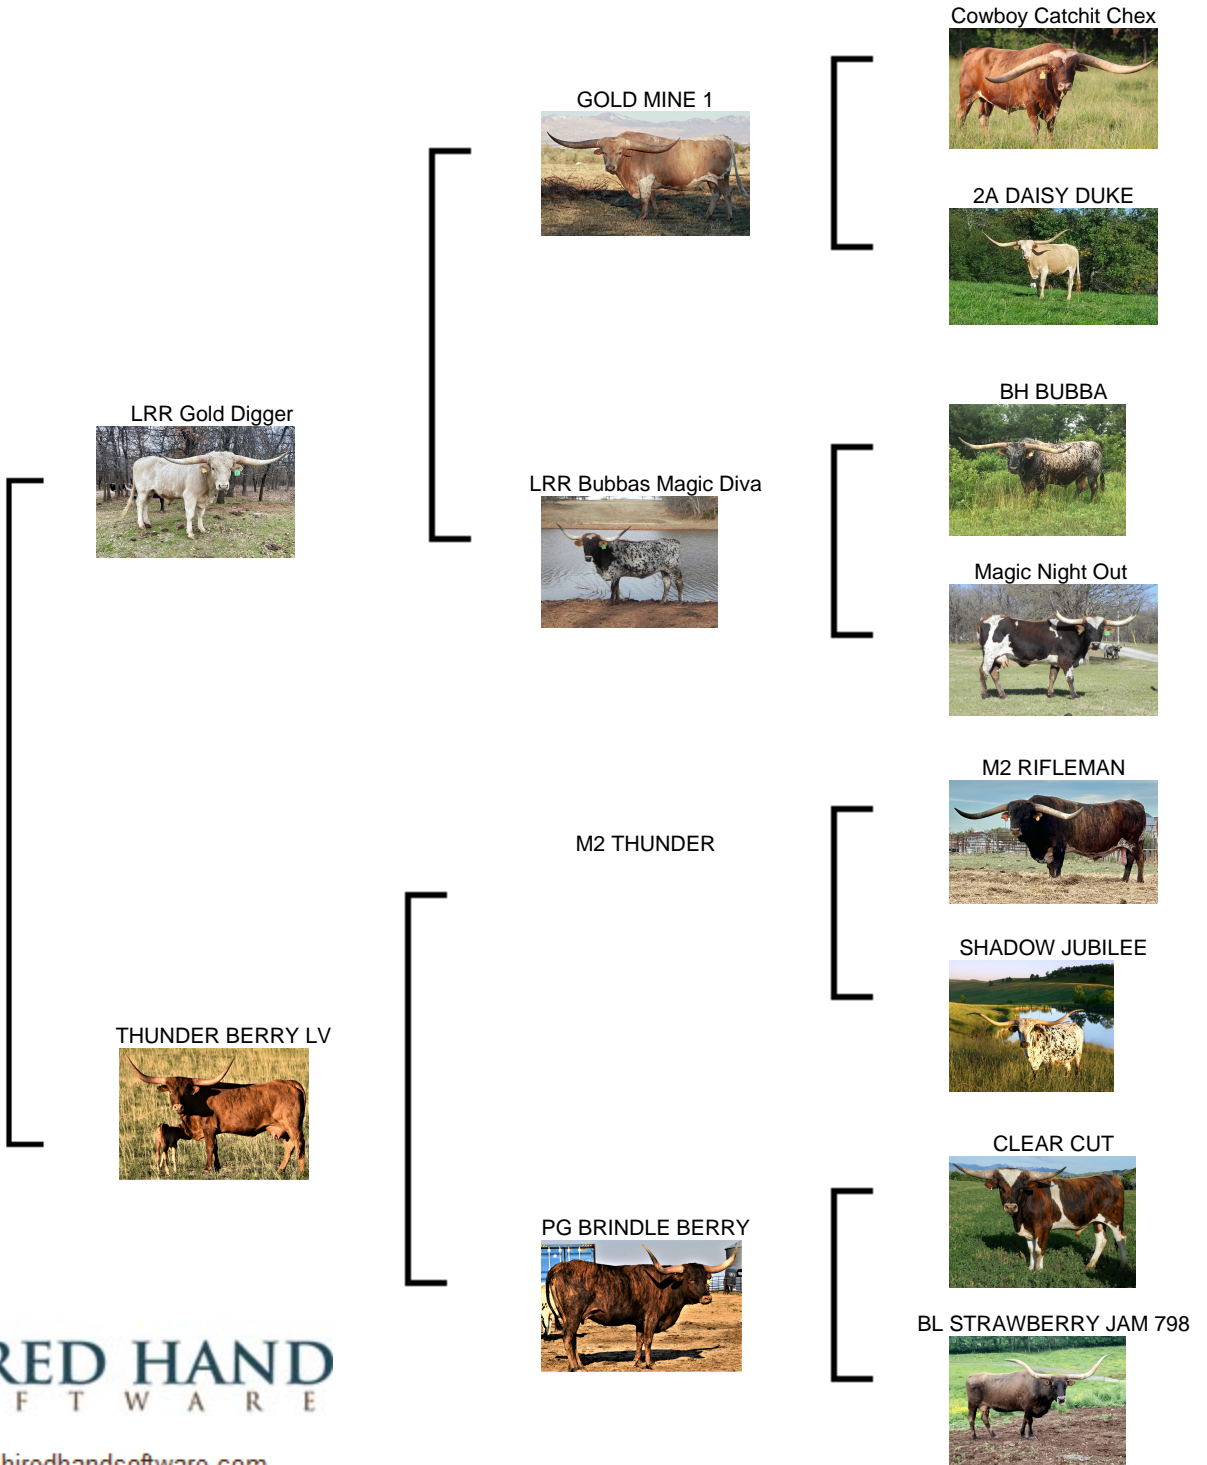 Cowboy Catchit Chex
GOLD MINE 1
2A DAISY DUKE
LRR Gold Digger
BH BUBBA
LRR Bubbas Magic Diva
Magic Night Out
M2 RIFLEMAN
M2 THUNDER
SHADOW JUBILEE
THUNDER BERRY LV
CLEAR CUT
PG BRINDLE BERRY
BL STRAWBERRY JAM 798
RED HAND
F T W A R E
hiredhandsoftware.com